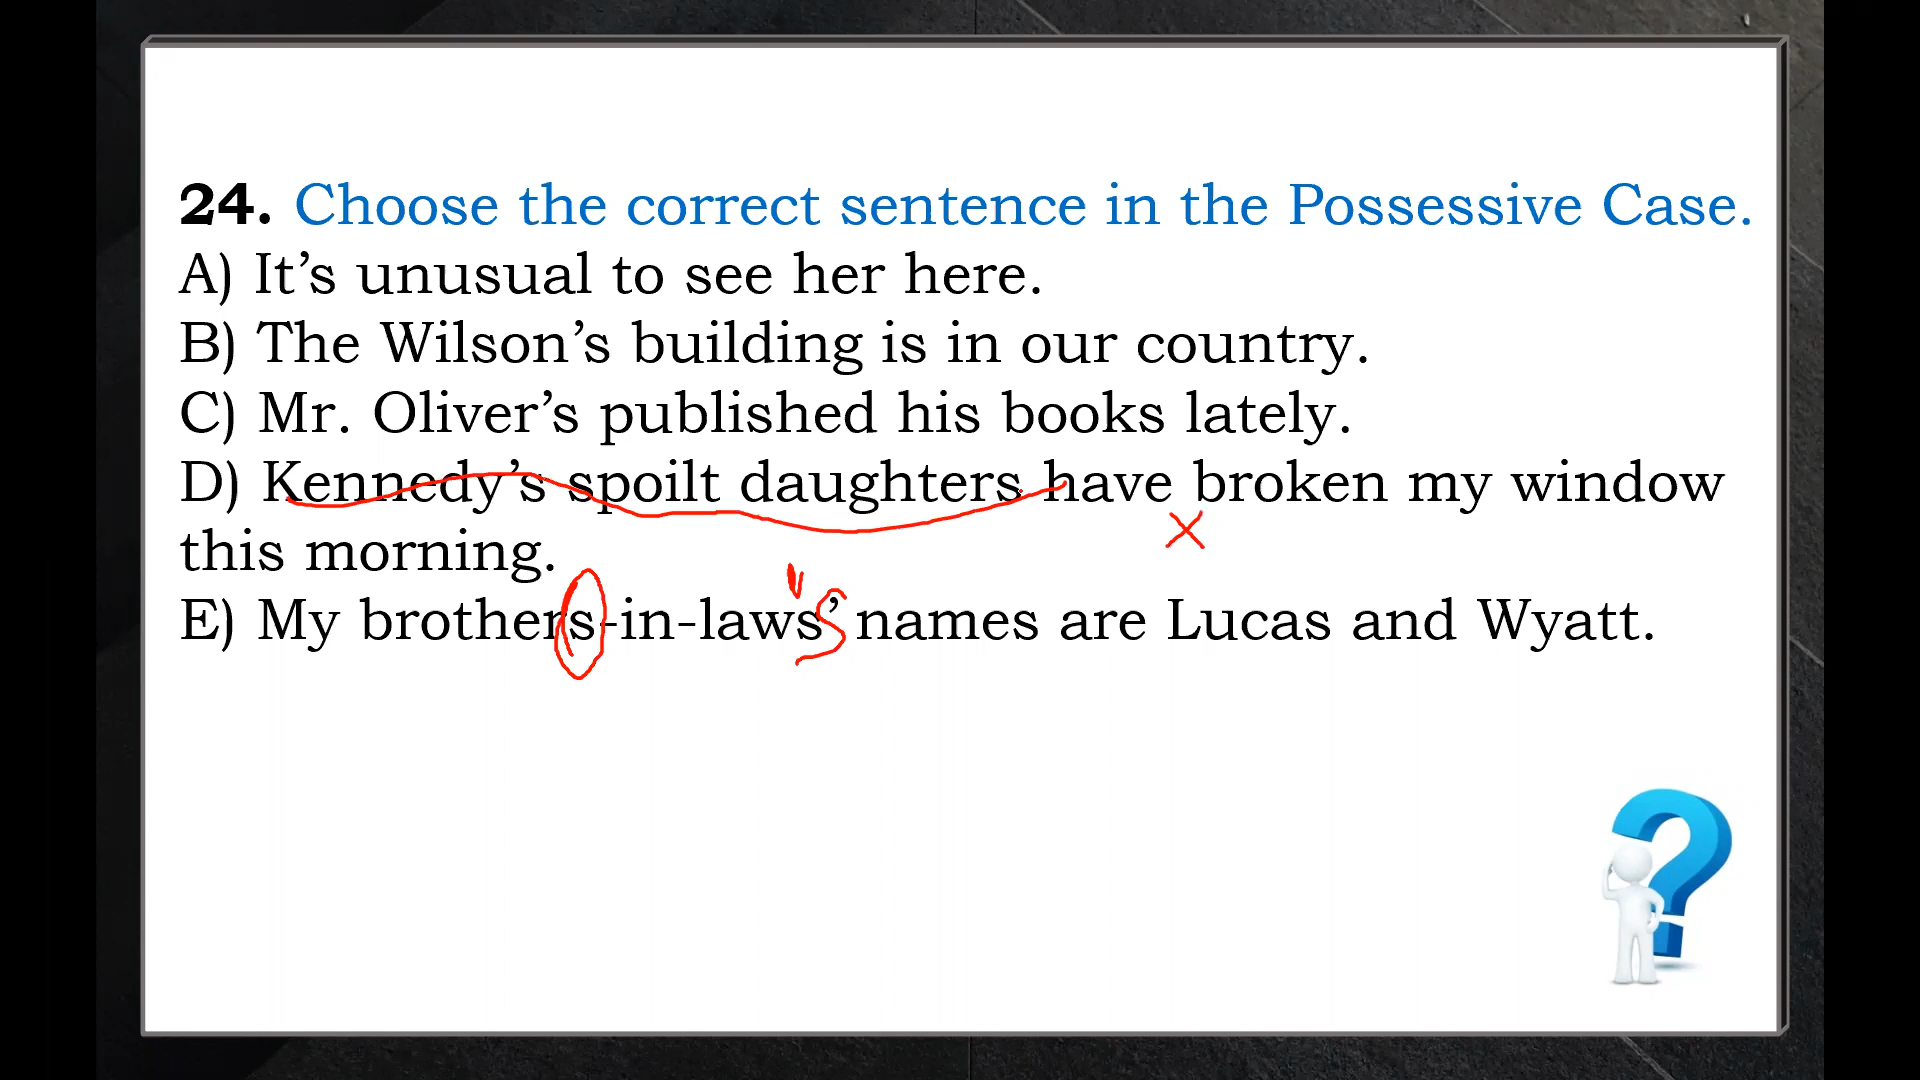 24. Choose the correct sentence in the Possessive Case.
A) It’s unusual to see her here.
B) The Wilson’s building is in our country.
C) Mr. Oliver’s published his books lately.
D) Kennedy’s spoilt daughters have broken my window
this morning.
E) My brothers-in-laws’ names are Lucas and Wyatt.